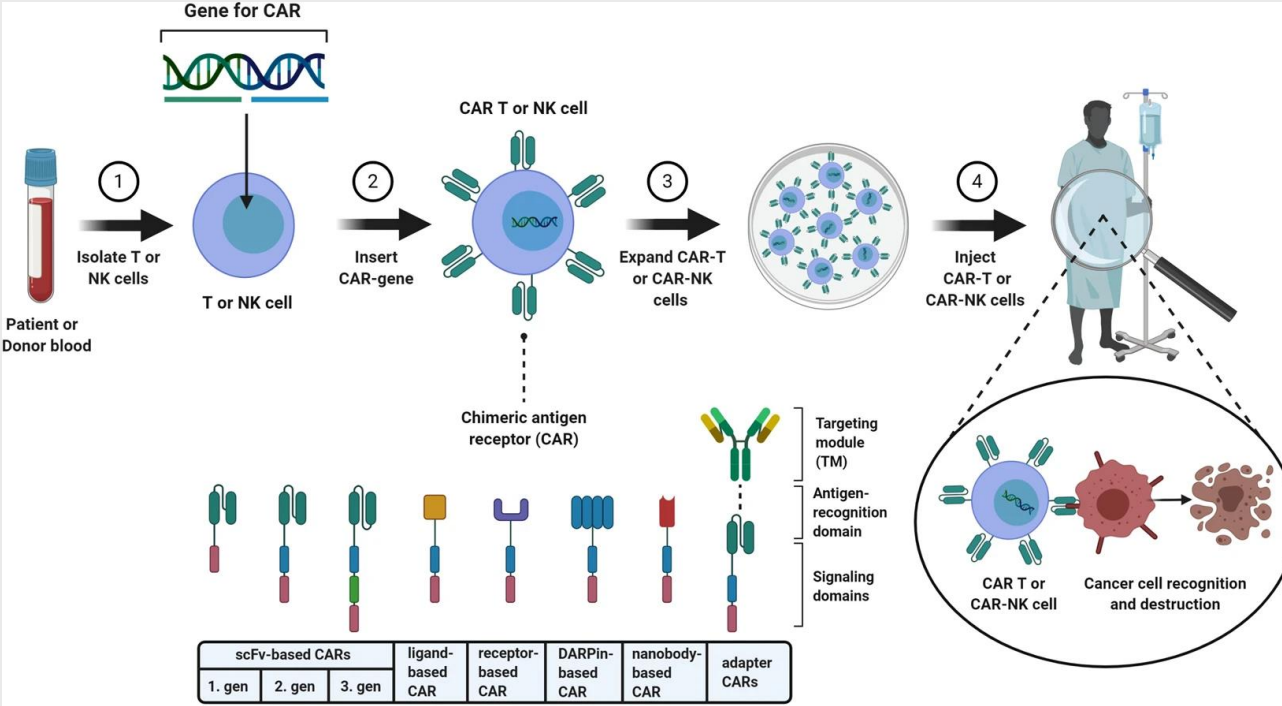 Gene for CAR
CAR T or NK cell
1
2
3
4
Isolate T or
NK cells
Insert
CAR-gene
Expand CAR-T
or CAR-NK
cells
Inject
CAR-T or
CAR-NK cells
T or NK cell
Patient or
Donor blood
Chimeric antigen
receptor (CAR)
Targeting
module
(TM)
Antigen-
recognition
domain
Signaling
domains
CAR T or
CAR-NK cell
Cancer cell recognition
and destruction
scFv-based CARs
1. gen
2. gen
3. gen
ligand-
based
CAR
receptor-
based
CAR
DARPin-
based
CAR
nanobody-
based
CAR
adapter
CARs